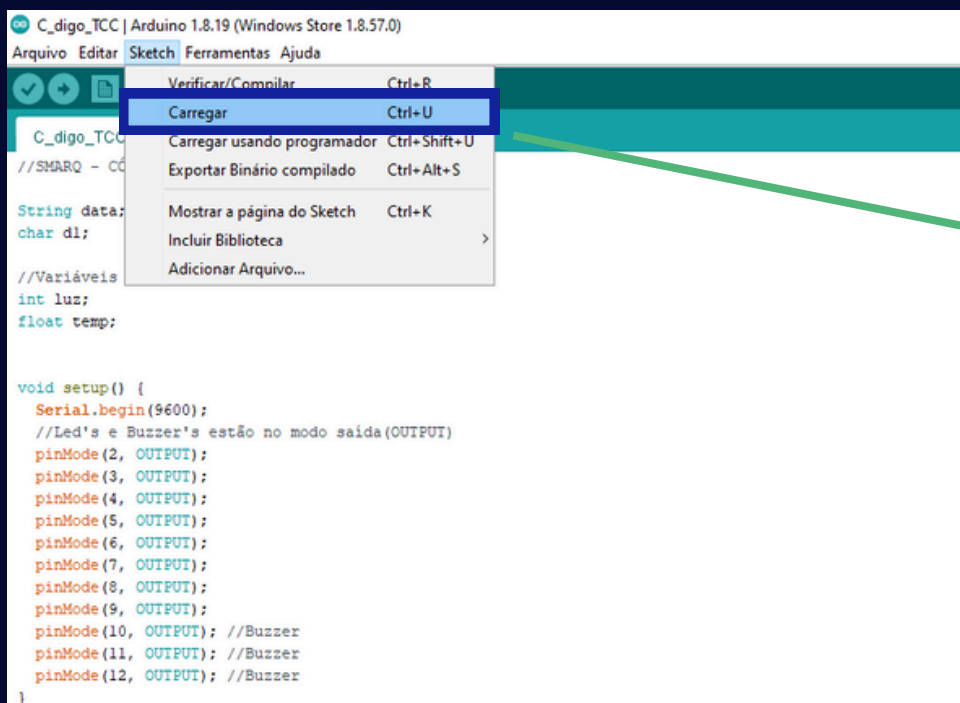 C_digo_TCC | Arduino 1.8.19 (Windows Store 1.8.57.0)
Arquivo Editar Sketch Ferramentas Ajuda
Verificar/Compilar Ctrl+R
Carregar Ctrl+U
C_digo_TCC
Carregar usando programador Ctrl+Shift+U
//SMARQ - CÓ
Exportar Binário compilado Ctrl+Alt+S
String data;
Mostrar a página do Sketch Ctrl+K
char dl;
Incluir Biblioteca >
//Variáveis
Adicionar Arquivo...
int luz;
float temp;
void setup() {
Serial.begin(9600);
//Led's e Buzzer's estão no modo saída(OUTPUT)
pinMode(2, OUTPUT);
pinMode(3, OUTPUT);
pinMode(4, OUTPUT);
pinMode(5, OUTPUT);
pinMode(6, OUTPUT);
pinMode(7, OUTPUT);
pinMode(8, OUTPUT);
pinMode(9, OUTPUT);
pinMode(10, OUTPUT); //Buzzer
pinMode(11, OUTPUT); //Buzzer
pinMode(12, OUTPUT); //Buzzer
}